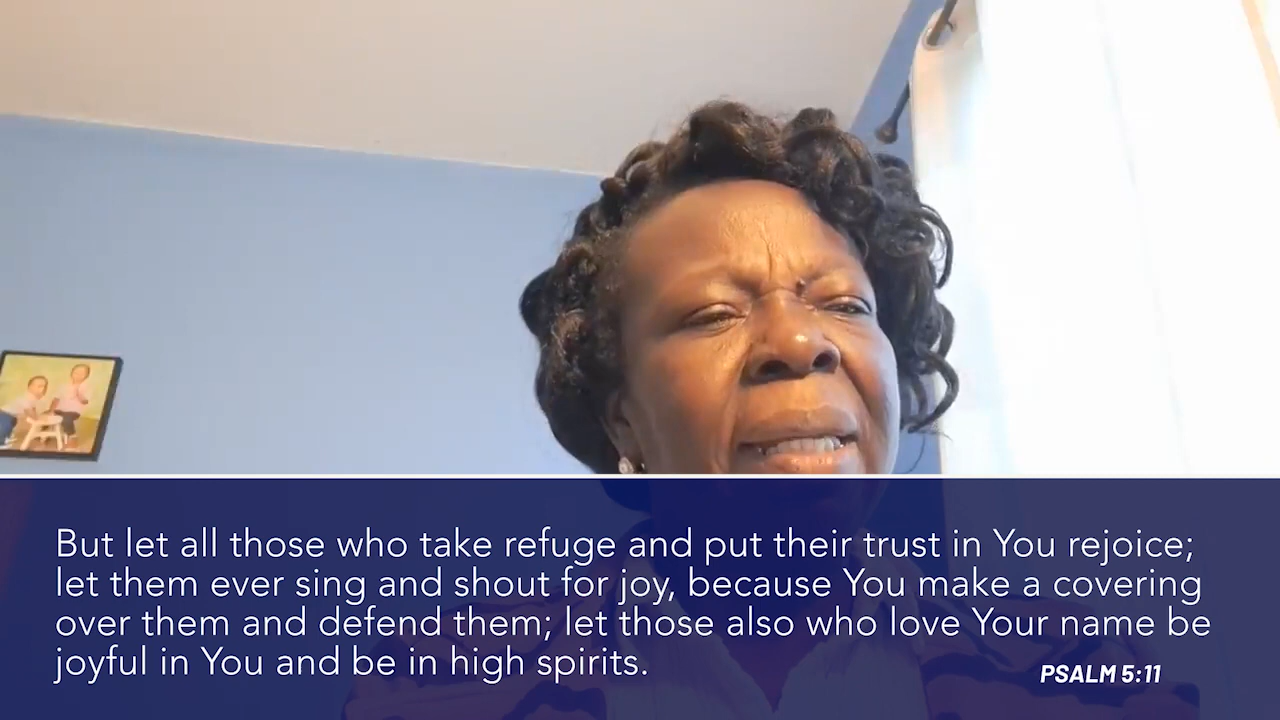 But let all those who take refuge and put their trust in You rejoice;
let them ever sing and shout for joy, because You make a covering
over them and defend them; let those also who love Your name be
joyful in You and be in high spirits.
PSALM 5:11